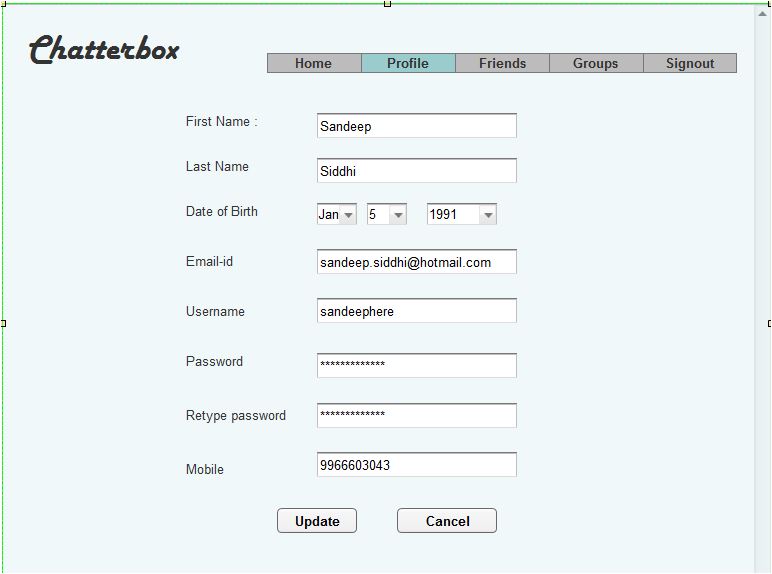 Chatterbox
Home Profile Friends Groups Signout
First Name : Sandeep
Last Name Siddhi
Date of Birth Jan 5 1991
Email-id sandeep.siddhi@hotmail.com
Username sandeephere
Password *************
Retype password *************
Mobile 9966603043
Update Cancel